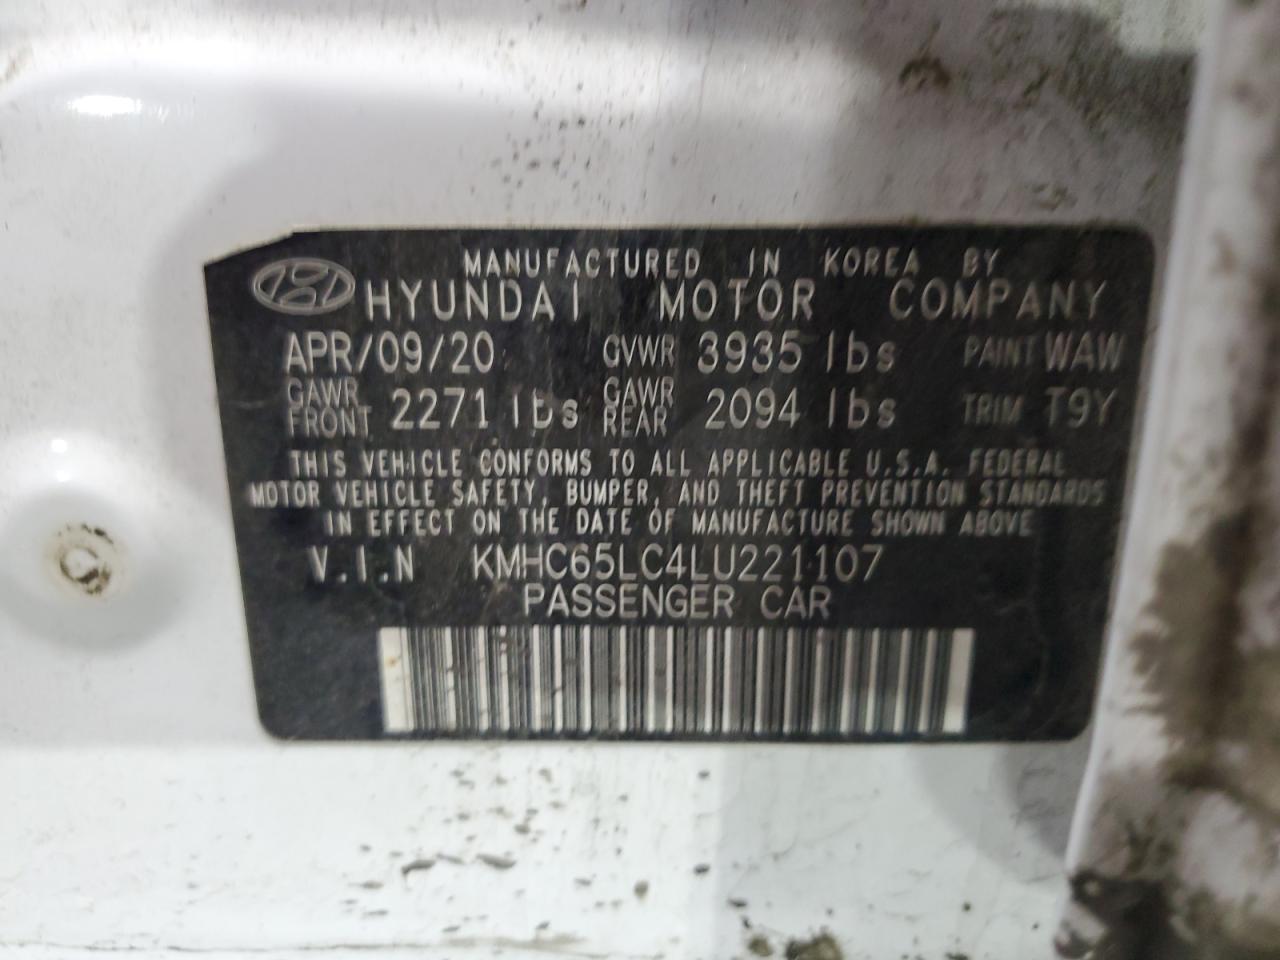 MANUFACTURED IN KOREA BY
HYUNDAI MOTOR COMPANY
APR/09/20 GVWR 3935 lbs PAINT WAW
GAWR FRONT 2271 lbs GAWR REAR 2094 lbs TRIM T9Y
THIS VEHICLE CONFORMS TO ALL APPLICABLE U.S.A. FEDERAL
MOTOR VEHICLE SAFETY, BUMPER, AND THEFT PREVENTION STANDARDS
IN EFFECT ON THE DATE OF MANUFACTURE SHOWN ABOVE
V.I.N KMHC65LC4LU221107
PASSENGER CAR